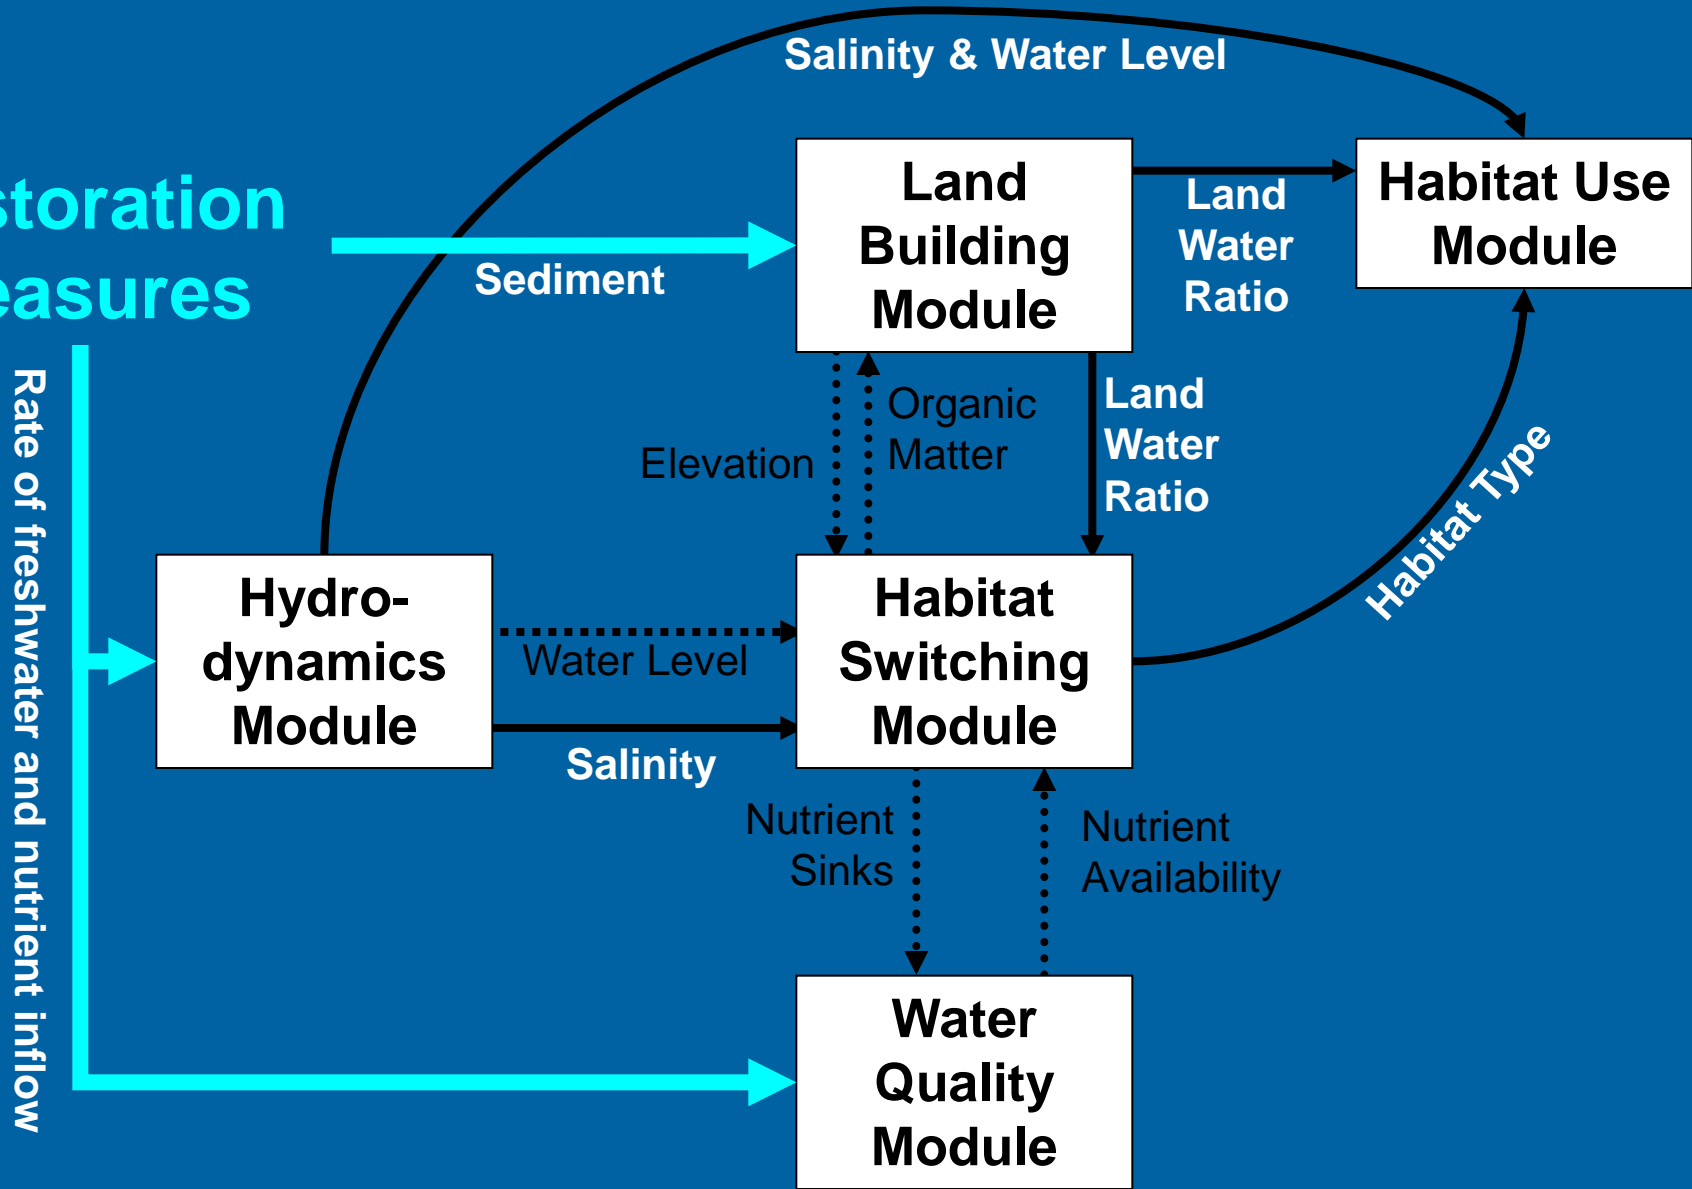 Salinity & Water Level
storation
easures
Sediment
Land
Building
Module
Land
Water
Ratio
Habitat Use
Module
Rate of freshwater and nutrient inflow
Elevation
Organic
Matter
Land
Water
Ratio
Habitat Type
Hydro-
dynamics
Module
Water Level
Salinity
Habitat
Switching
Module
Nutrient
Sinks
Nutrient
Availability
Water
Quality
Module